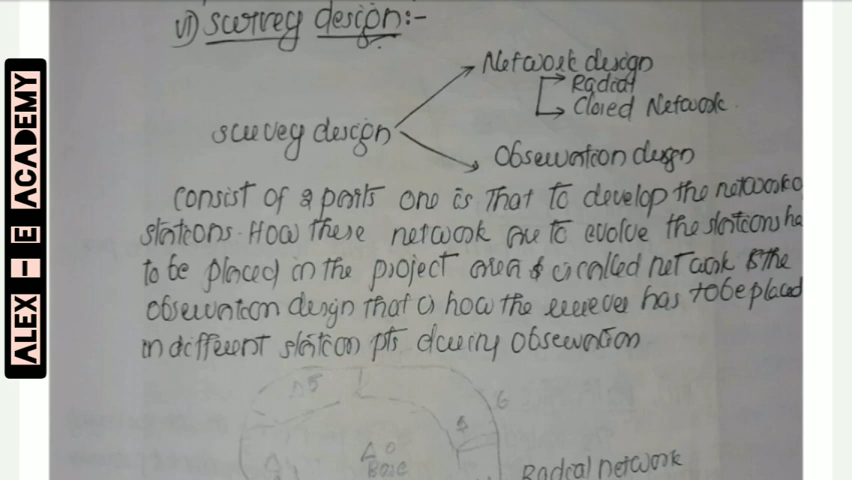 vi) Survey design:-
Network design
Radial
Closed Network.
Survey design
Observation design
Consist of 2 parts one is that to develop the network o
stations. How these network are to evolve the stations ha
to be placed in the project area & is called network & the
observation design that is how the receiver has to be placed
in different station pts during observation
5
6
0
Base
Radial network
ALEX - E ACADEMY